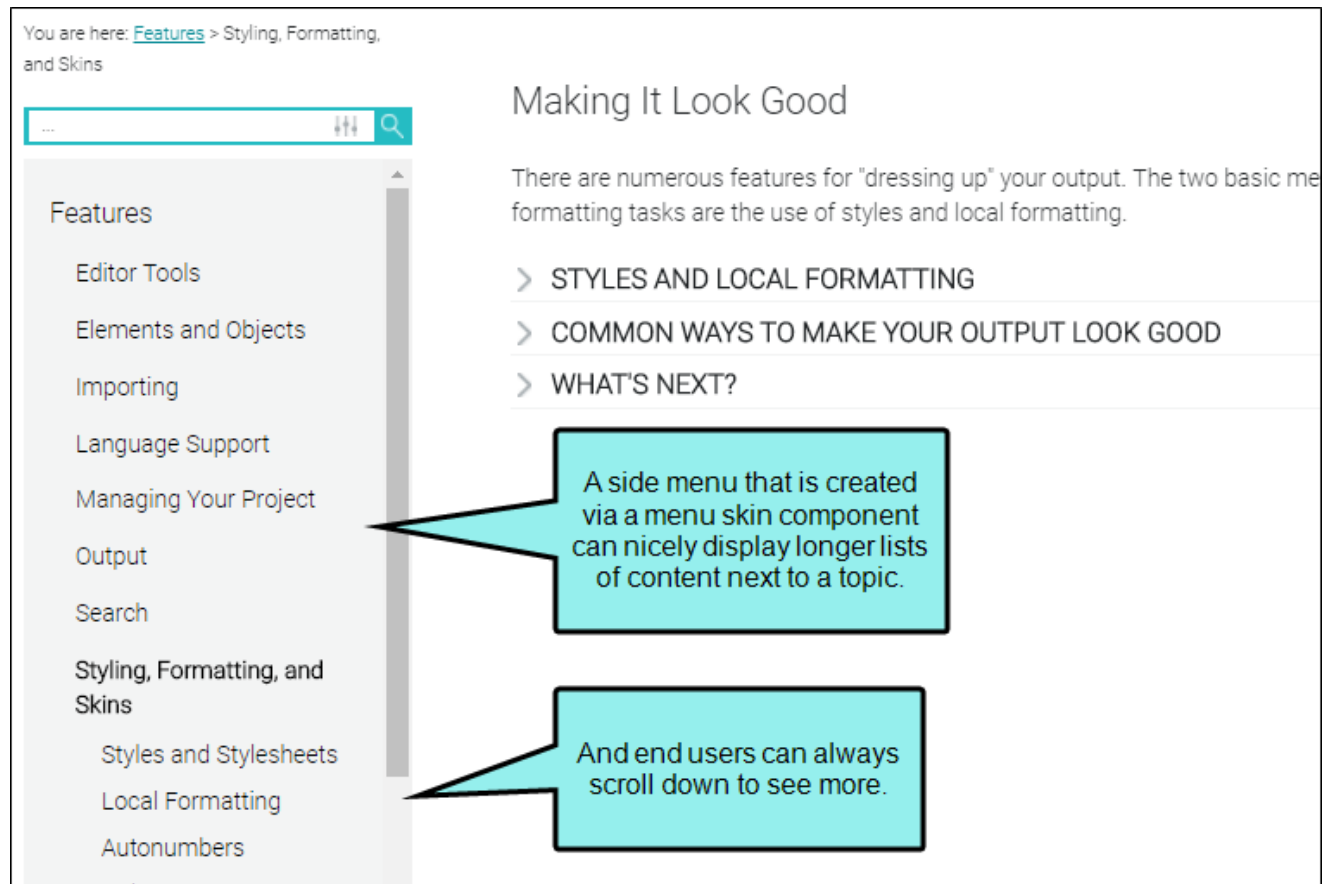 You are here: Features > Styling, Formatting,
and Skins
...
Features
Editor Tools
Elements and Objects
Importing
Language Support
Managing Your Project
Output
Search
Styling, Formatting, and
Skins
Styles and Stylesheets
Local Formatting
Autonumbers
Making It Look Good
There are numerous features for "dressing up" your output. The two basic me
formatting tasks are the use of styles and local formatting.
STYLES AND LOCAL FORMATTING
COMMON WAYS TO MAKE YOUR OUTPUT LOOK GOOD
WHAT'S NEXT?
A side menu that is created
via a menu skin component
can nicely display longer lists
of content next to a topic.
And end users can always
scroll down to see more.